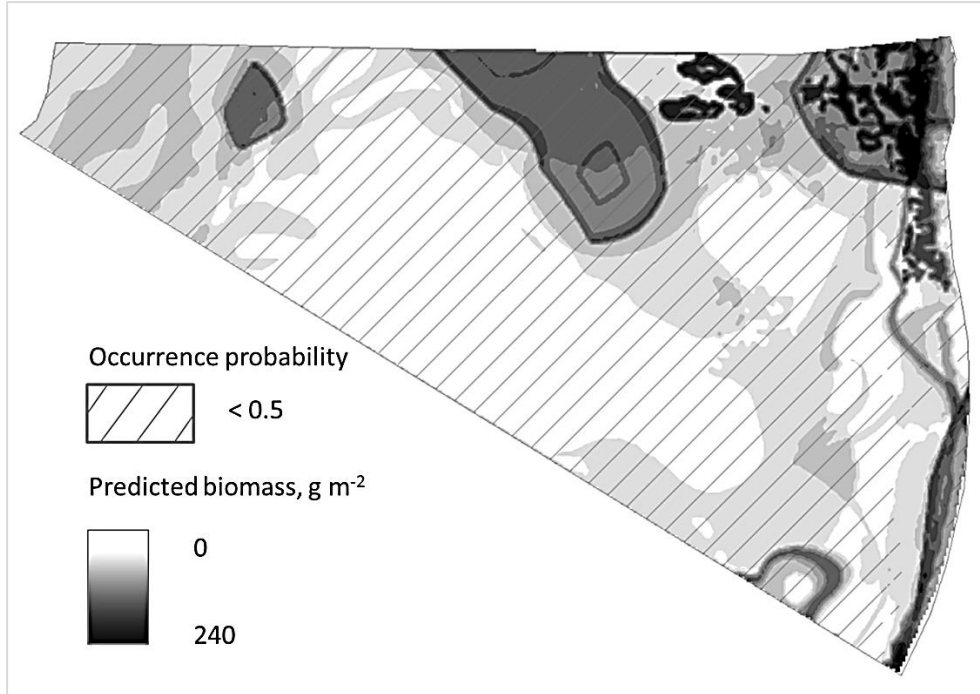 Occurrence probability
< 0.5
Predicted biomass, g m⁻²
0
240